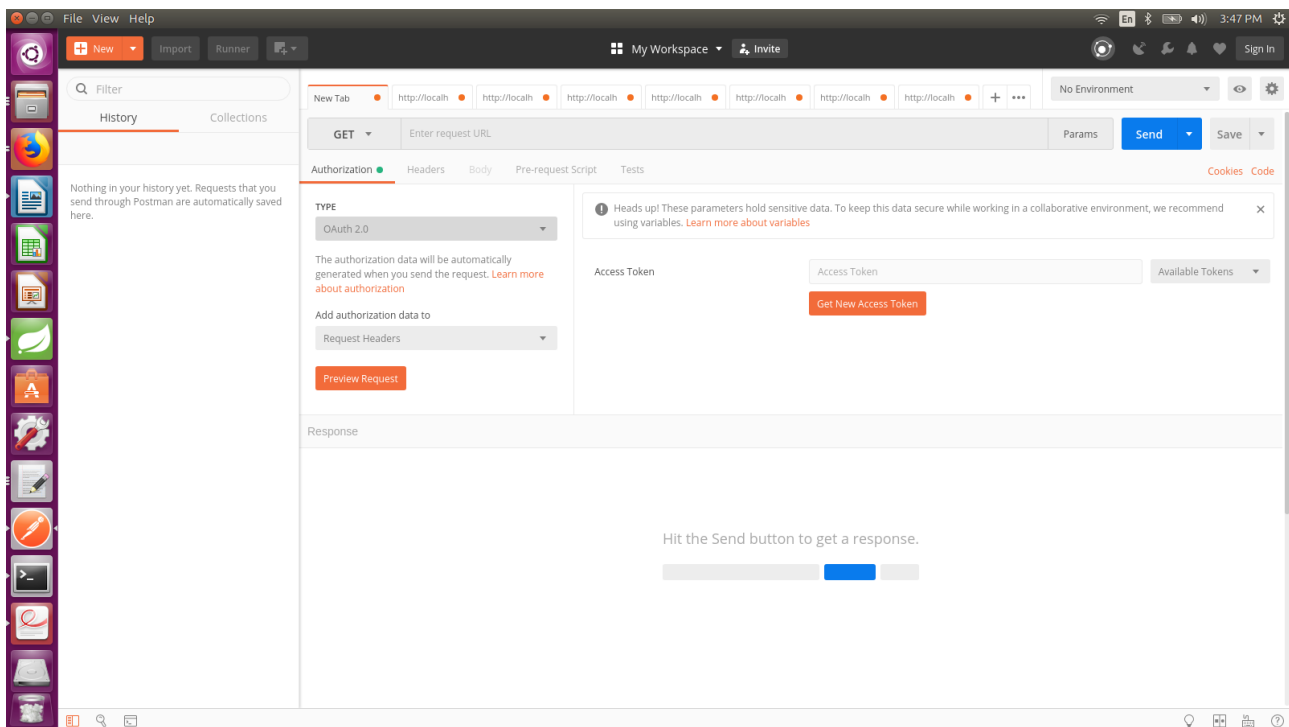 File View Help
En
3:47 PM
New
Import
Runner
My Workspace
Invite
Sign In
Filter
History
Collections
Nothing in your history yet. Requests that you
send through Postman are automatically saved
here.
New Tab
http://localh
http://localh
http://localh
http://localh
http://localh
http://localh
http://localh
No Environment
GET
Enter request URL
Params
Send
Save
Authorization
Headers
Body
Pre-request Script
Tests
Cookies
Code
TYPE
OAuth 2.0
The authorization data will be automatically
generated when you send the request. Learn more
about authorization
Add authorization data to
Request Headers
Preview Request
Heads up! These parameters hold sensitive data. To keep this data secure while working in a collaborative environment, we recommend
using variables. Learn more about variables
Access Token
Access Token
Available Tokens
Get New Access Token
Response
Hit the Send button to get a response.